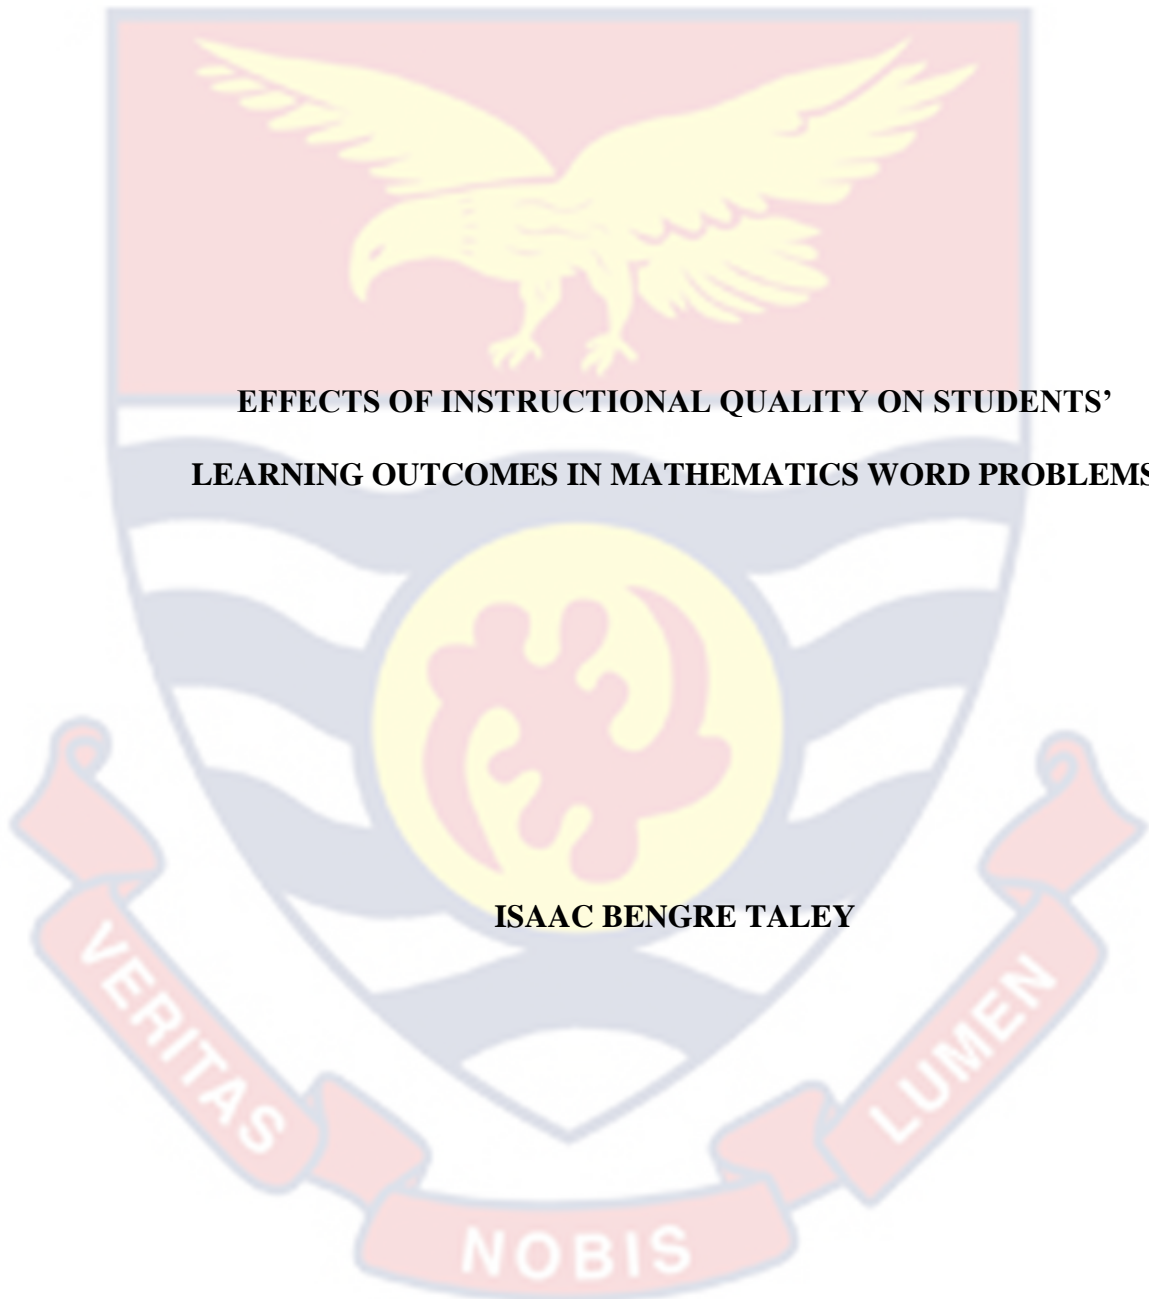 EFFECTS OF INSTRUCTIONAL QUALITY ON STUDENTS’
LEARNING OUTCOMES IN MATHEMATICS WORD PROBLEMS
ISAAC BENGRE TALEY
VERITAS
NOBIS
LUMEN